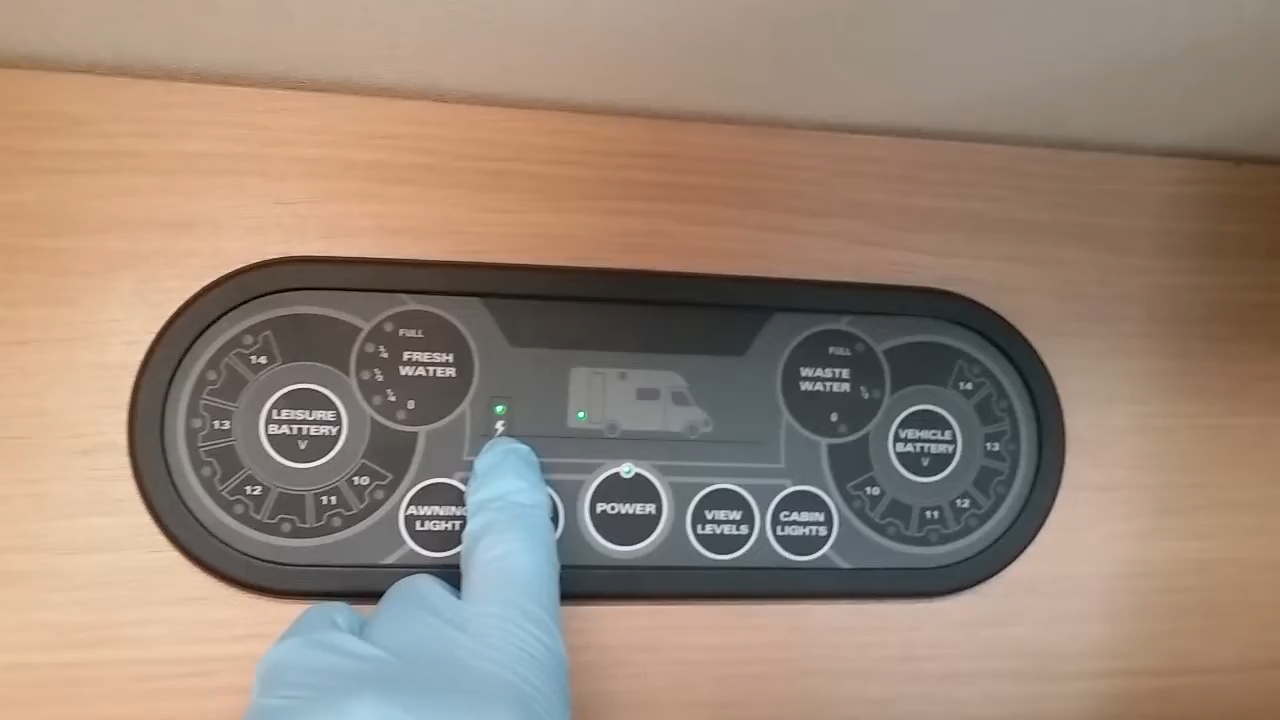 14
13
12
11
10
LEISURE
BATTERY
V
FULL
¾
½
¼
0
FRESH
WATER
AWNING
LIGHT
POWER
VIEW
LEVELS
CABIN
LIGHTS
FULL
½
0
WASTE
WATER
VEHICLE
BATTERY
V
14
13
12
11
10